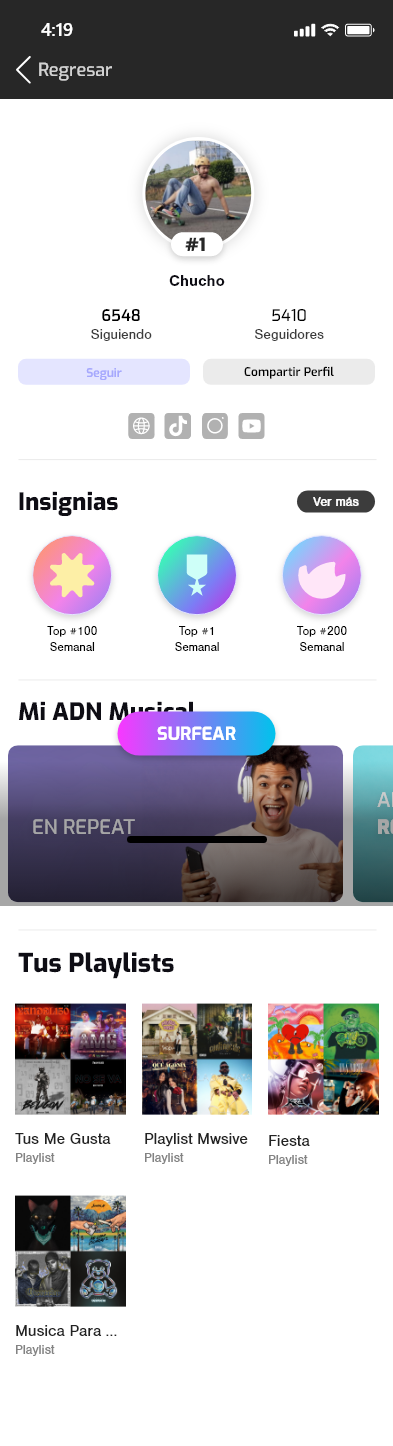 4:19
Regresar
#1
Chucho
6548
5410
Siguiendo
Seguidores
Seguir
Compartir Perfil
Insignias
Ver más
Top #100
Semanal
Top #1
Semanal
Top #200
Semanal
Mi ADN Musical
SURFEAR
EN REPEAT
Tus Playlists
Tus Me Gusta
Playlist
Playlist Mwsive
Playlist
Fiesta
Playlist
Musica Para ...
Playlist